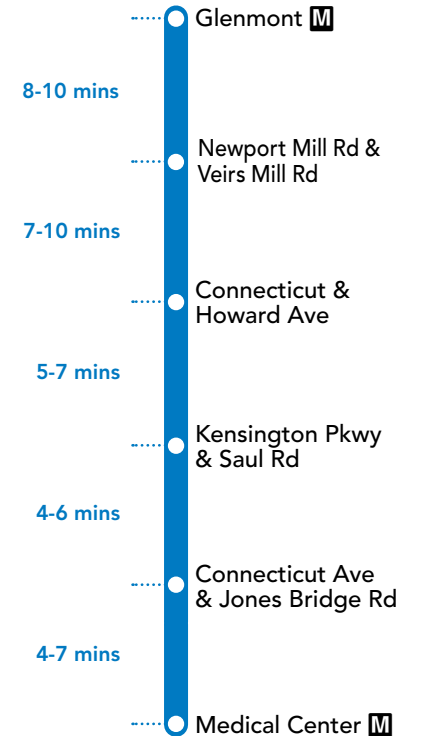 Glenmont M
8-10 mins
Newport Mill Rd &
Veirs Mill Rd
7-10 mins
Connecticut &
Howard Ave
5-7 mins
Kensington Pkwy
& Saul Rd
4-6 mins
Connecticut Ave
& Jones Bridge Rd
4-7 mins
Medical Center M